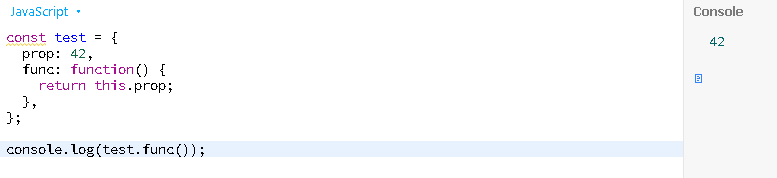 JavaScript
const test = {
  prop: 42,
  func: function() {
    return this.prop;
  },
};
console.log(test.func());
Console
42